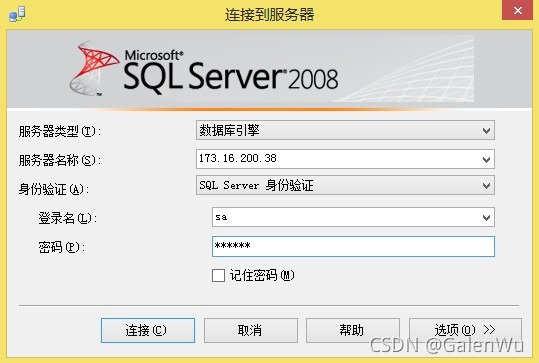 连接到服务器
Microsoft®
SQL Server 2008
服务器类型(T): 数据库引擎
服务器名称(S): 173.16.200.38
身份验证(A): SQL Server 身份验证
登录名(L): sa
密码(P): ******
记住密码(M)
连接(C) 取消 帮助 选项(O) >>
CSDN @GalenWu